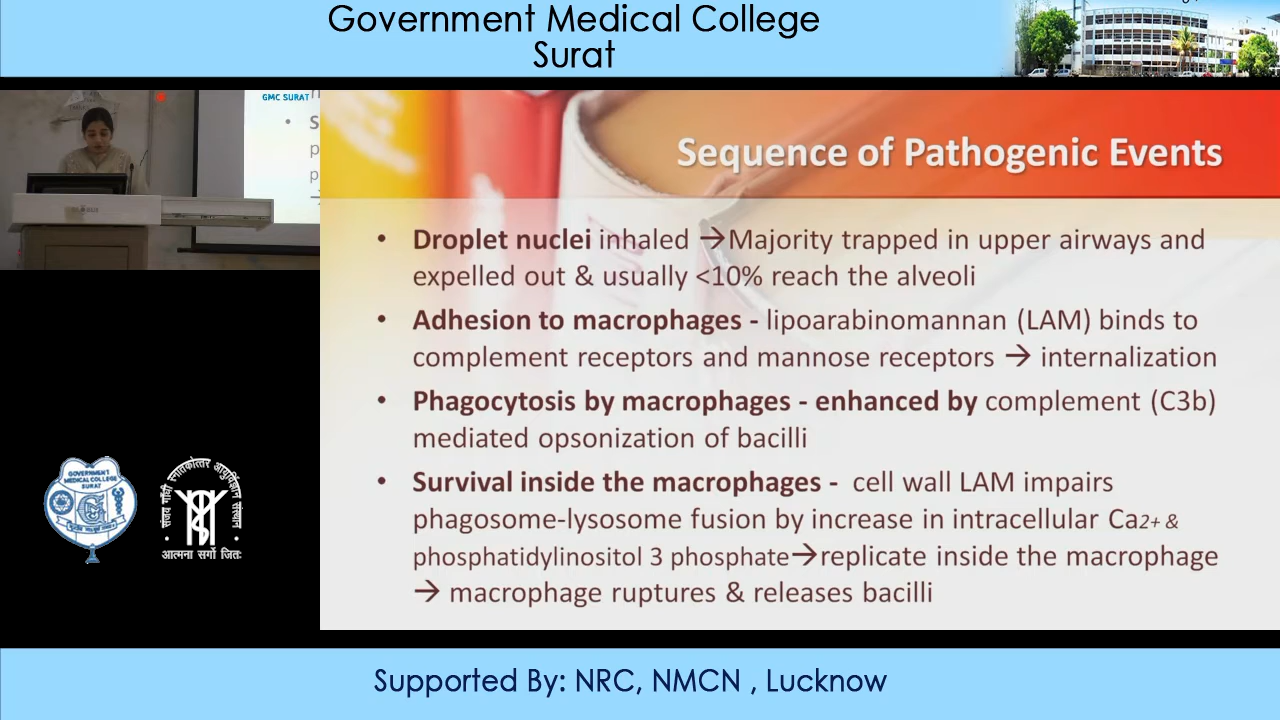 Government Medical College
Surat
GMC SURAT
Sequence of Pathogenic Events
• Droplet nuclei inhaled →Majority trapped in upper airways and
expelled out & usually <10% reach the alveoli
• Adhesion to macrophages - lipoarabinomannan (LAM) binds to
complement receptors and mannose receptors → internalization
• Phagocytosis by macrophages - enhanced by complement (C3b)
mediated opsonization of bacilli
• Survival inside the macrophages - cell wall LAM impairs
phagosome-lysosome fusion by increase in intracellular Ca2+ &
phosphatidylinositol 3 phosphate→replicate inside the macrophage
→ macrophage ruptures & releases bacilli
GOVERNMENT
MEDICAL COLLEGE
SURAT
संजय गांधी स्नातकोत्तर आयुर्विज्ञान संस्थान
आत्मना सर्गो जितः
Supported By: NRC, NMCN , Lucknow